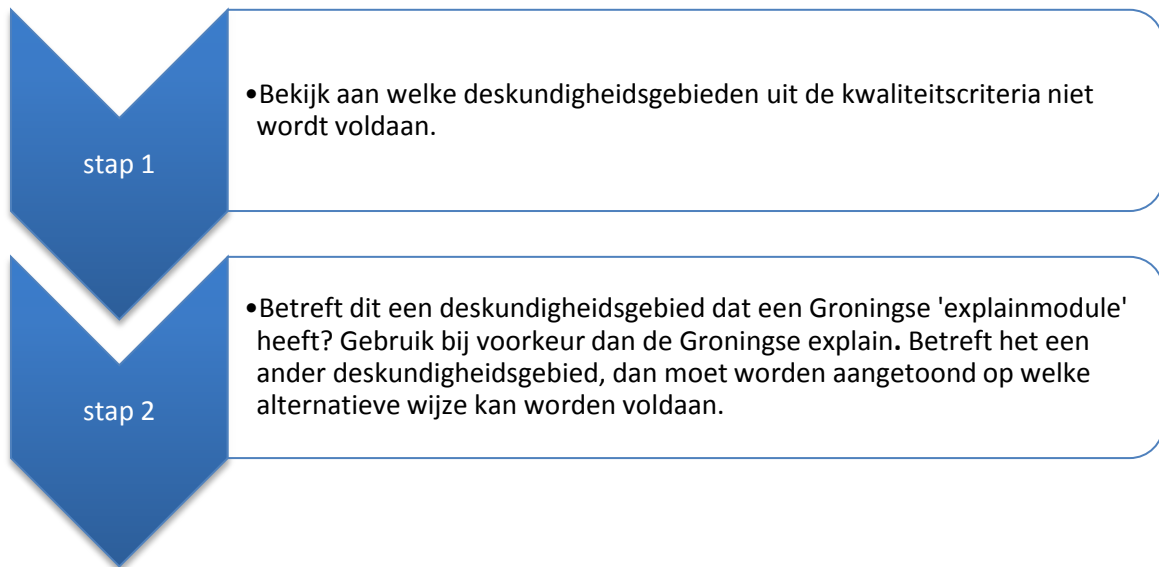 stap 1
•Bekijk aan welke deskundigheidsgebieden uit de kwaliteitscriteria niet
wordt voldaan.
stap 2
•Betreft dit een deskundigheidsgebied dat een Groningse 'explainmodule'
heeft? Gebruik bij voorkeur dan de Groningse explain. Betreft het een
ander deskundigheidsgebied, dan moet worden aangetoond op welke
alternatieve wijze kan worden voldaan.